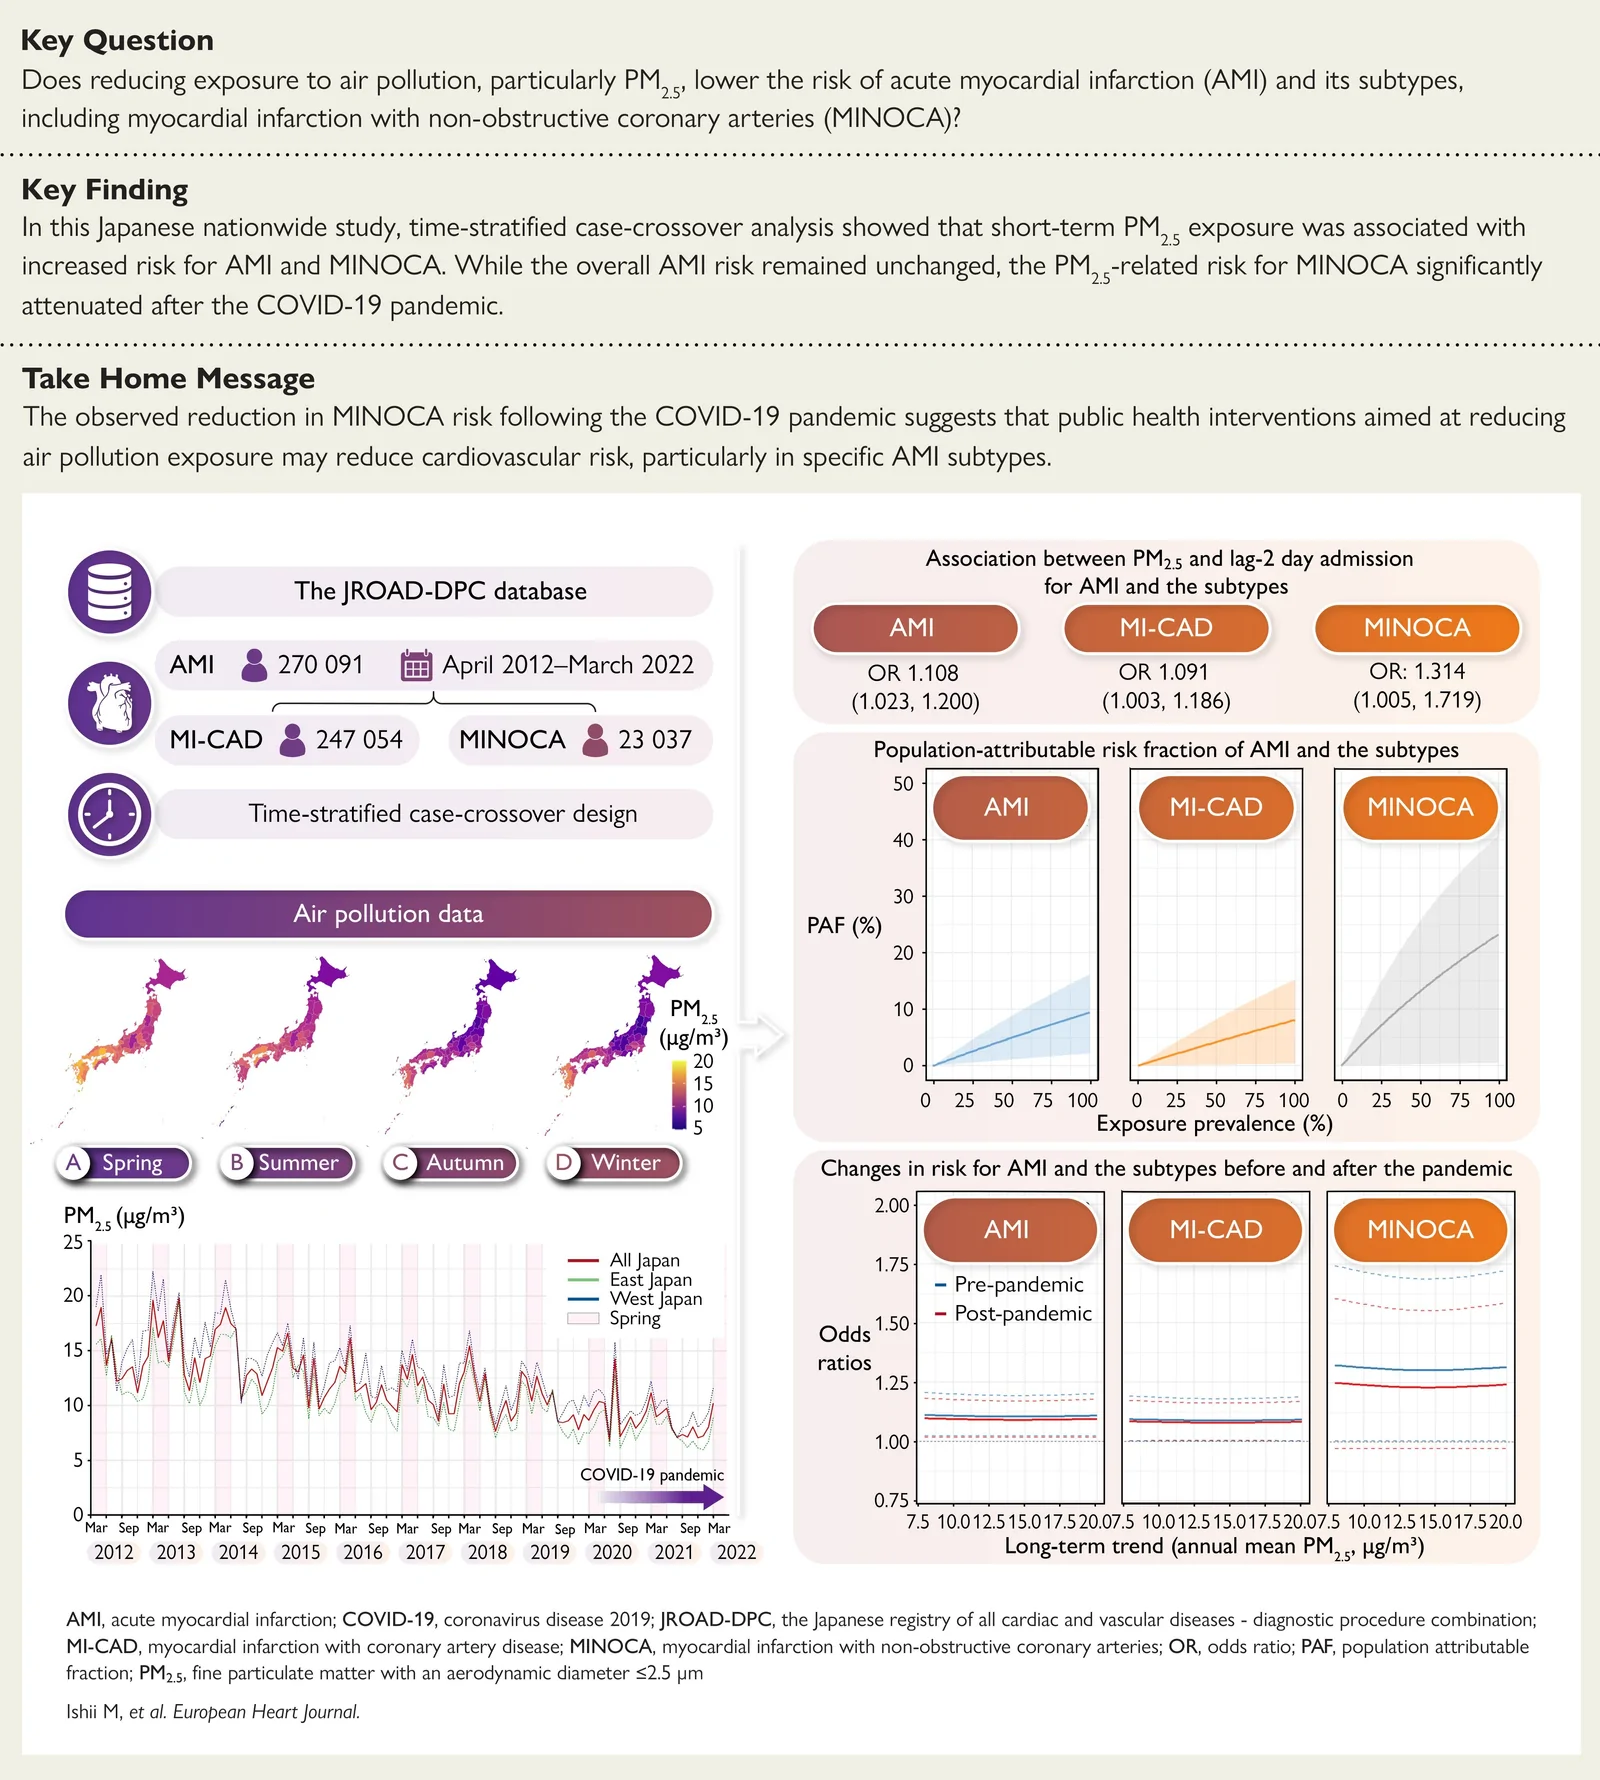 Key Question
Does reducing exposure to air pollution, particularly PM2.5, lower the risk of acute myocardial infarction (AMI) and its subtypes,
including myocardial infarction with non-obstructive coronary arteries (MINOCA)?
Key Finding
In this Japanese nationwide study, time-stratified case-crossover analysis showed that short-term PM2.5 exposure was associated with
increased risk for AMI and MINOCA. While the overall AMI risk remained unchanged, the PM2.5-related risk for MINOCA significantly
attenuated after the COVID-19 pandemic.
Take Home Message
The observed reduction in MINOCA risk following the COVID-19 pandemic suggests that public health interventions aimed at reducing
air pollution exposure may reduce cardiovascular risk, particularly in specific AMI subtypes.
The JROAD-DPC database
AMI 270 091 April 2012–March 2022
MI-CAD 247 054 MINOCA 23 037
Time-stratified case-crossover design
Air pollution data
PM2.5
(µg/m³)
20
15
10
5
A Spring B Summer C Autumn D Winter
PM2.5 (µg/m³)
25
20
15
10
5
0
All Japan
East Japan
West Japan
Spring
COVID-19 pandemic
Mar Sep Mar Sep Mar Sep Mar Sep Mar Sep Mar Sep Mar Sep Mar Sep Mar Sep Mar Sep Mar
2012 2013 2014 2015 2016 2017 2018 2019 2020 2021 2022
Association between PM2.5 and lag-2 day admission
for AMI and the subtypes
AMI MI-CAD MINOCA
OR 1.108 OR 1.091 OR: 1.314
(1.023, 1.200) (1.003, 1.186) (1.005, 1.719)
Population-attributable risk fraction of AMI and the subtypes
AMI MI-CAD MINOCA
PAF (%)
50
40
30
20
10
0
0 25 50 75 100 0 25 50 75 100 0 25 50 75 100
Exposure prevalence (%)
Changes in risk for AMI and the subtypes before and after the pandemic
AMI MI-CAD MINOCA
Pre-pandemic
Post-pandemic
Odds
ratios
2.00
1.75
1.50
1.25
1.00
0.75
7.5 10.0 12.5 15.0 17.5 20.0 7.5 10.0 12.5 15.0 17.5 20.0 7.5 10.0 12.5 15.0 17.5 20.0
Long-term trend (annual mean PM2.5, µg/m³)
AMI, acute myocardial infarction; COVID-19, coronavirus disease 2019; JROAD-DPC, the Japanese registry of all cardiac and vascular diseases - diagnostic procedure combination;
MI-CAD, myocardial infarction with coronary artery disease; MINOCA, myocardial infarction with non-obstructive coronary arteries; OR, odds ratio; PAF, population attributable
fraction; PM2.5, fine particulate matter with an aerodynamic diameter ≤2.5 µm
Ishii M, et al. European Heart Journal.